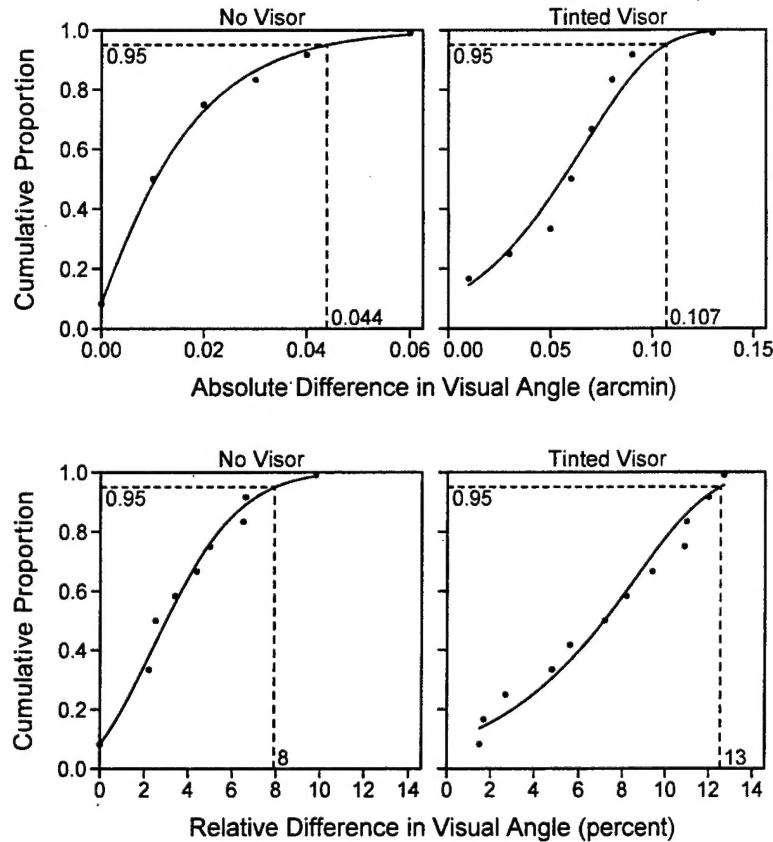 No Visor
Tinted Visor
Cumulative Proportion
1.0
0.8
0.6
0.4
0.2
0.0
0.95
0.95
0.044
0.107
0.00 0.02 0.04 0.06
0.00 0.05 0.10 0.15
Absolute Difference in Visual Angle (arcmin)
No Visor
Tinted Visor
Cumulative Proportion
1.0
0.8
0.6
0.4
0.2
0.0
0.95
0.95
8
13
0 2 4 6 8 10 12 14
0 2 4 6 8 10 12 14
Relative Difference in Visual Angle (percent)